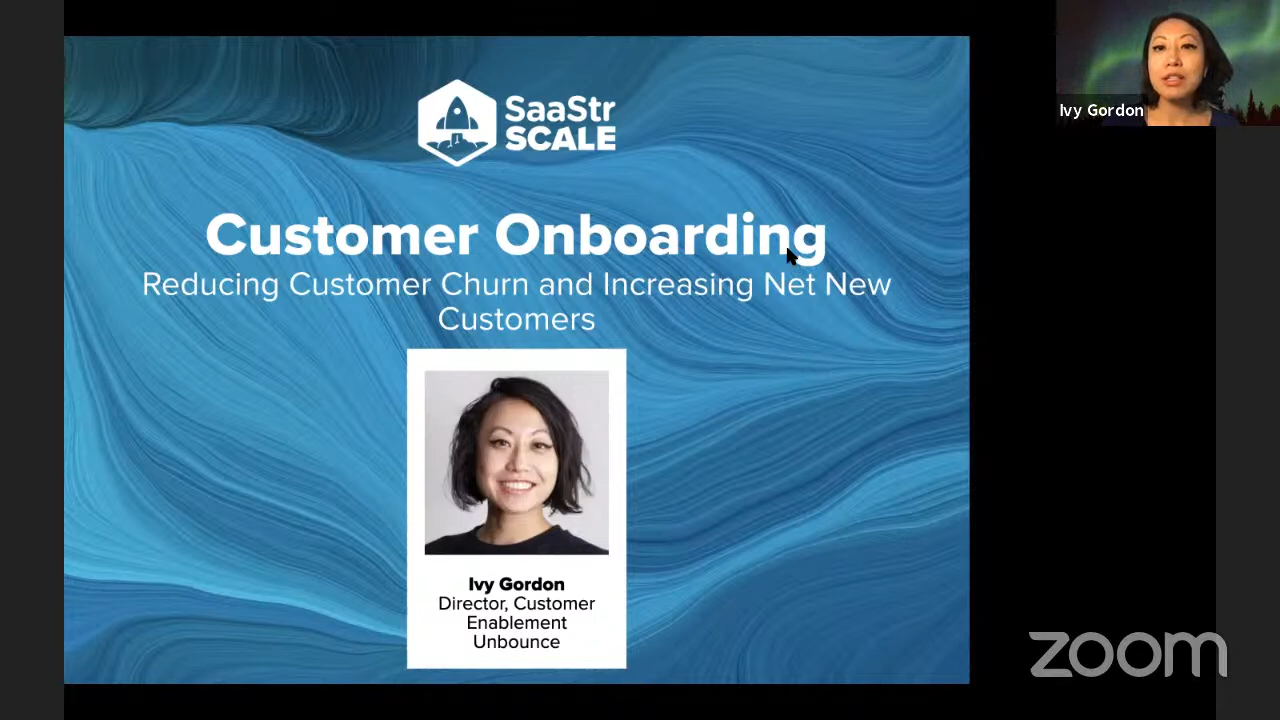 SaaStr
SCALE
Customer Onboarding
Reducing Customer Churn and Increasing Net New
Customers
Ivy Gordon
Director, Customer
Enablement
Unbounce
Ivy Gordon
zoom